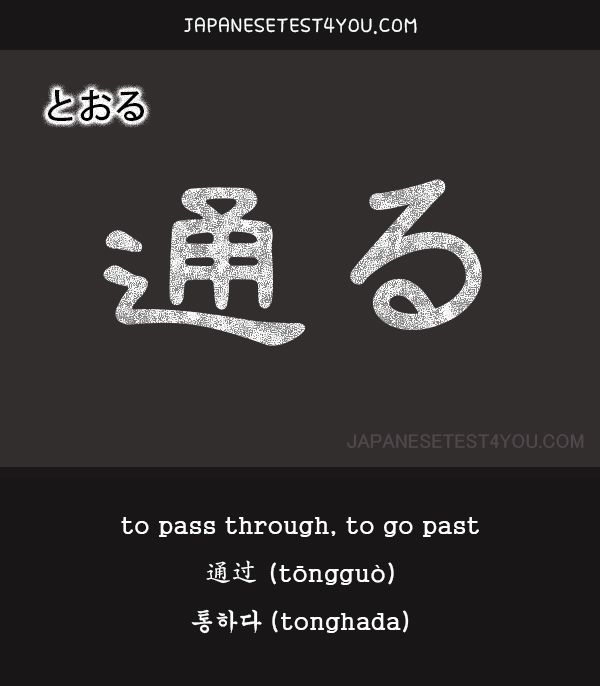 JAPANESETEST4YOU.COM
とおる
通る
JAPANESETEST4YOU.COM
to pass through, to go past
通过 (tōngguò)
통하다 (tonghada)